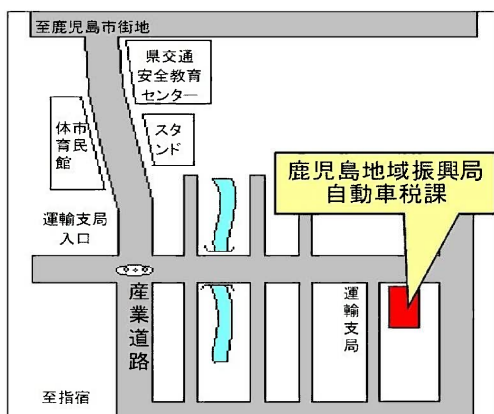 至鹿児島市街地
県交通
安全教育
センター
スタ
ンド
市民
体育館
鹿児島地域振興局
自動車税課
運輸支局
入口
運輸支局
産業道路
至指宿